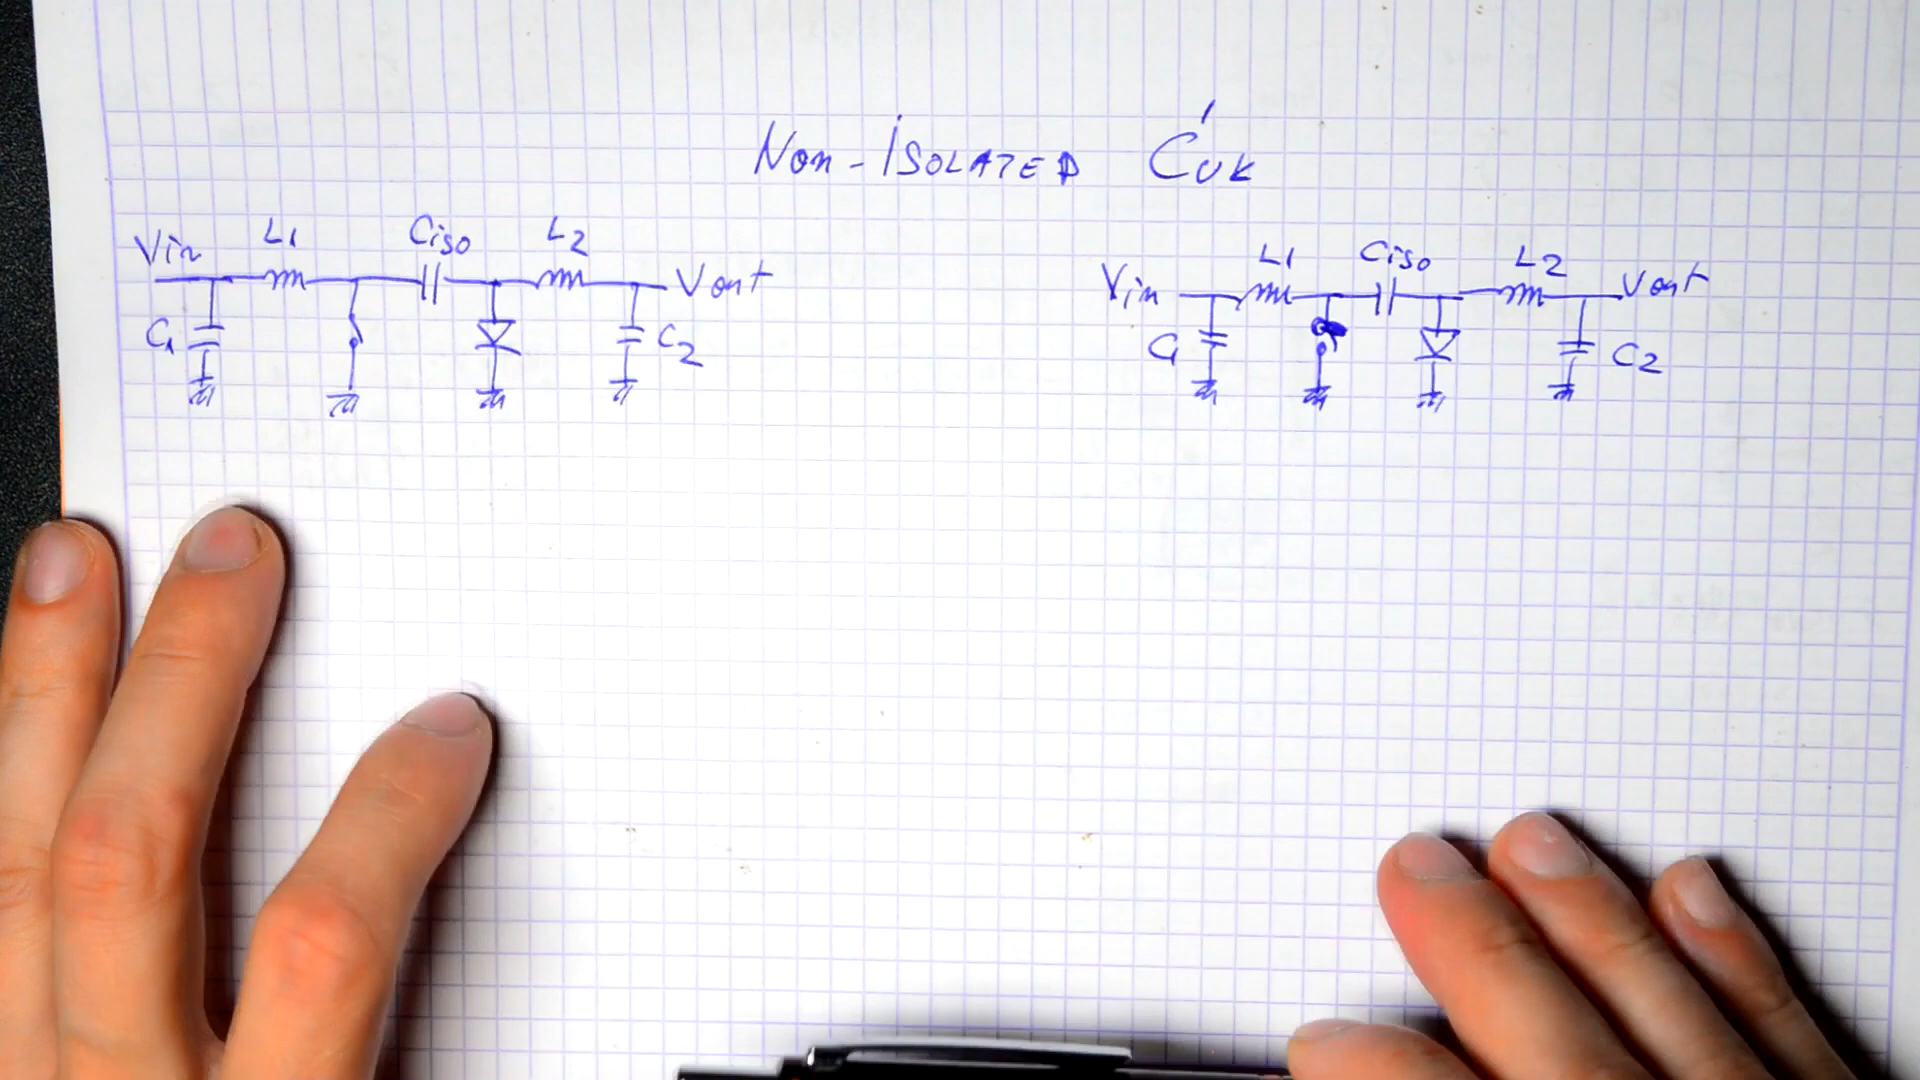 Non-Isolated Ćuk
Vin L1 Ciso L2 Vout
C1 C2
Vin L1 Ciso L2 Vout
C1 C2